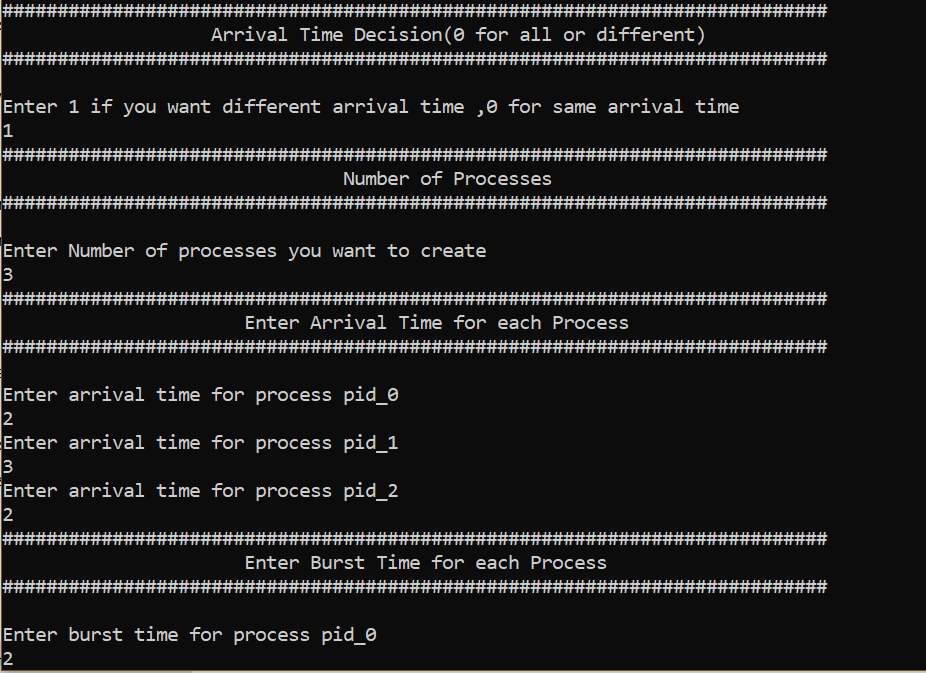 ###########################################################################
Arrival Time Decision(0 for all or different)
###########################################################################
Enter 1 if you want different arrival time ,0 for same arrival time
1
###########################################################################
Number of Processes
###########################################################################
Enter Number of processes you want to create
3
###########################################################################
Enter Arrival Time for each Process
###########################################################################
Enter arrival time for process pid_0
2
Enter arrival time for process pid_1
3
Enter arrival time for process pid_2
2
###########################################################################
Enter Burst Time for each Process
###########################################################################
Enter burst time for process pid_0
2